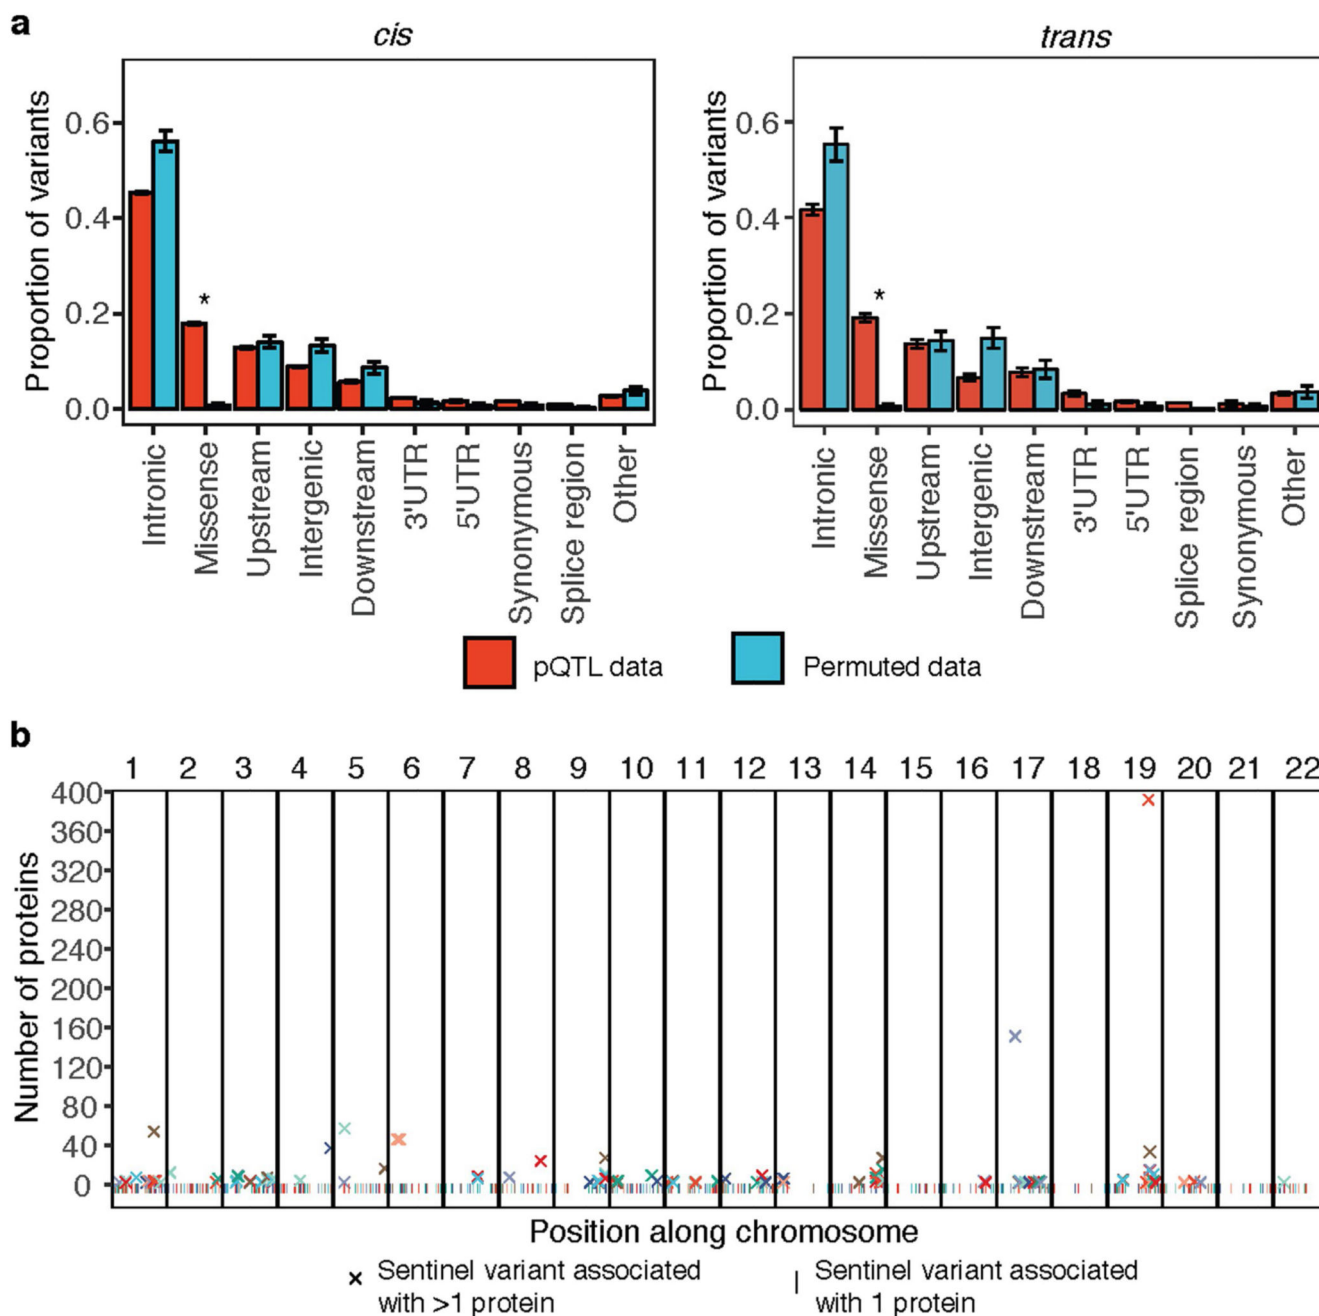 a
cis
trans
Proportion of variants
0.6
0.4
0.2
0.0
*
Intronic
Missense
Upstream
Intergenic
Downstream
3'UTR
5'UTR
Synonymous
Splice region
Other
Proportion of variants
0.6
0.4
0.2
0.0
*
Intronic
Missense
Upstream
Intergenic
Downstream
3'UTR
5'UTR
Splice region
Synonymous
Other
pQTL data
Permuted data
b
1 2 3 4 5 6 7 8 9 10 11 12 13 14 15 16 17 18 19 20 21 22
Number of proteins
400
360
320
280
240
200
160
120
80
40
0
Position along chromosome
× Sentinel variant associated
with >1 protein
| Sentinel variant associated
with 1 protein